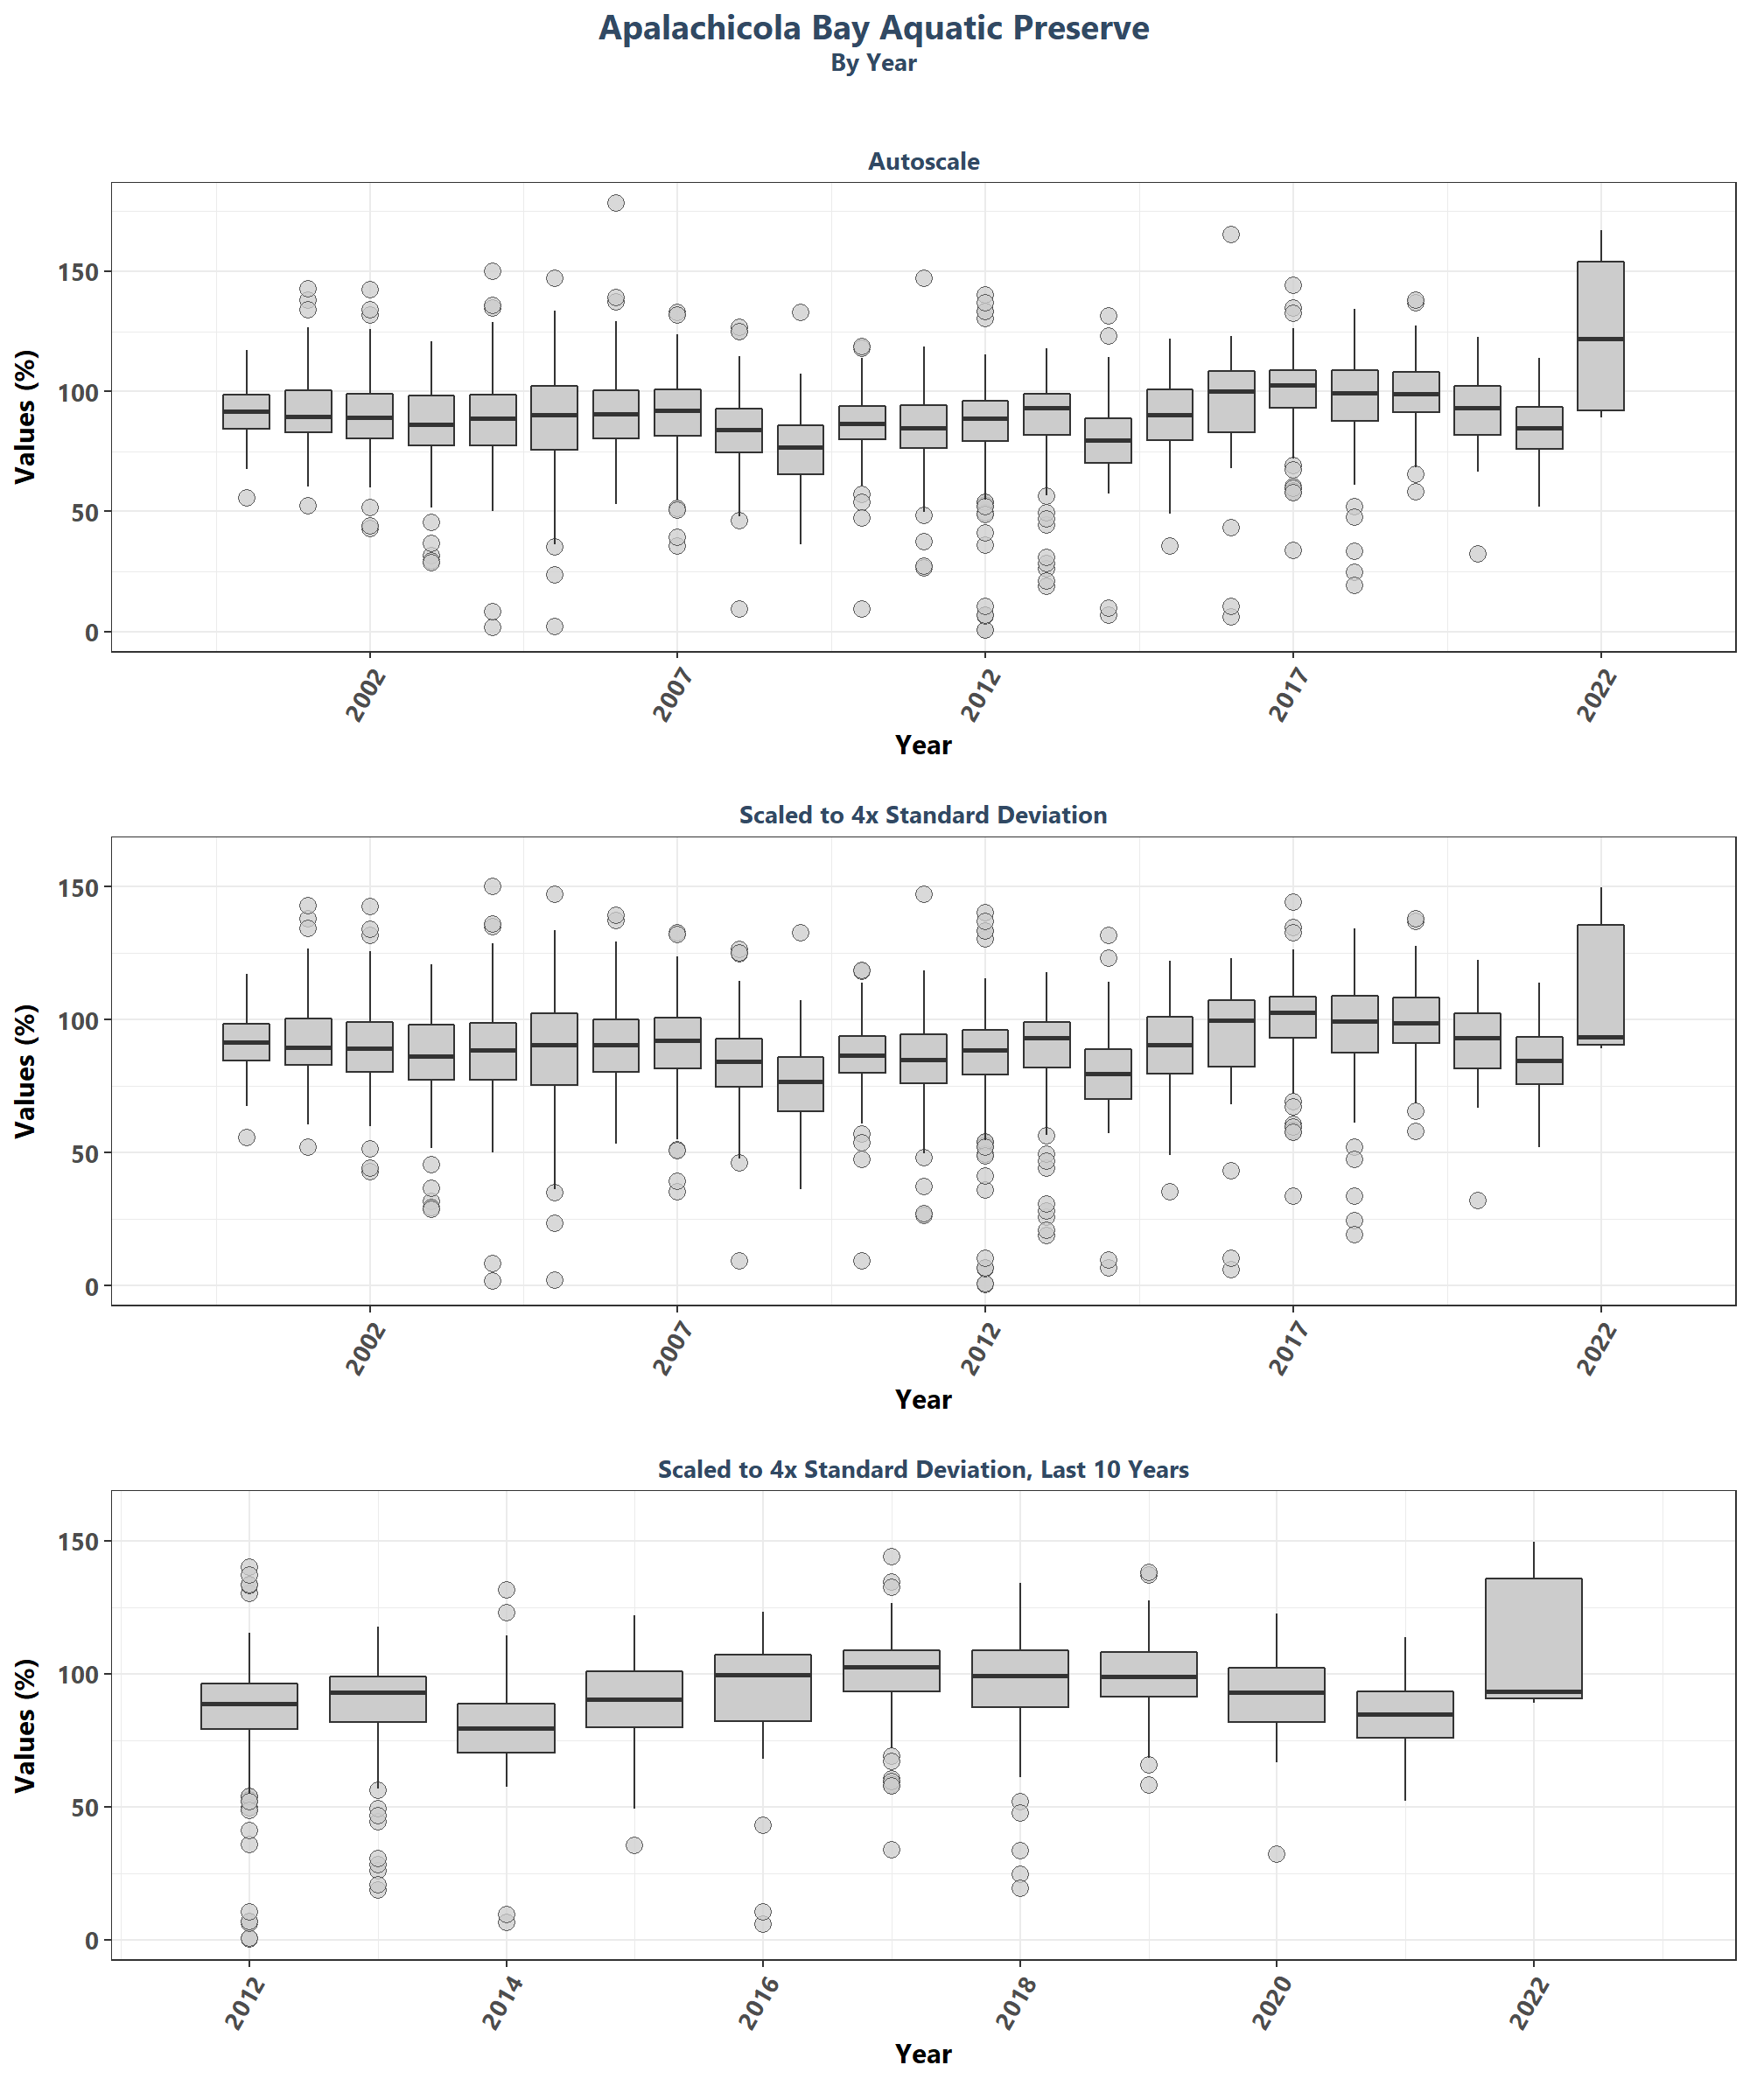 Apalachicola Bay Aquatic Preserve
By Year
Autoscale
Values (%)
150
100
50
0
2002 2007 2012 2017 2022
Year
Scaled to 4x Standard Deviation
Values (%)
150
100
50
0
2002 2007 2012 2017 2022
Year
Scaled to 4x Standard Deviation, Last 10 Years
Values (%)
150
100
50
0
2012 2014 2016 2018 2020 2022
Year